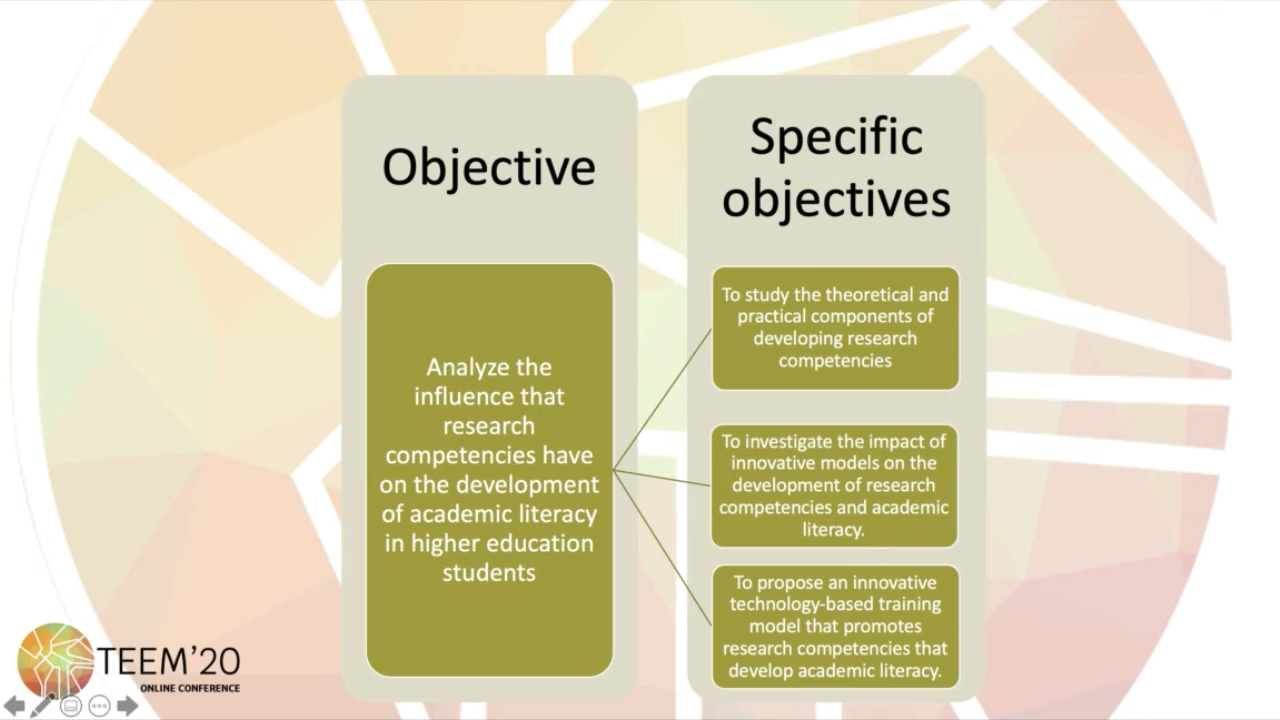 Objective
Analyze the
influence that
research
competencies have
on the development
of academic literacy
in higher education
students
Specific
objectives
To study the theoretical and
practical components of
developing research
competencies
To investigate the impact of
innovative models on the
development of research
competencies and academic
literacy.
To propose an innovative
technology-based training
model that promotes
research competencies that
develop academic literacy.
TEEM'20
ONLINE CONFERENCE